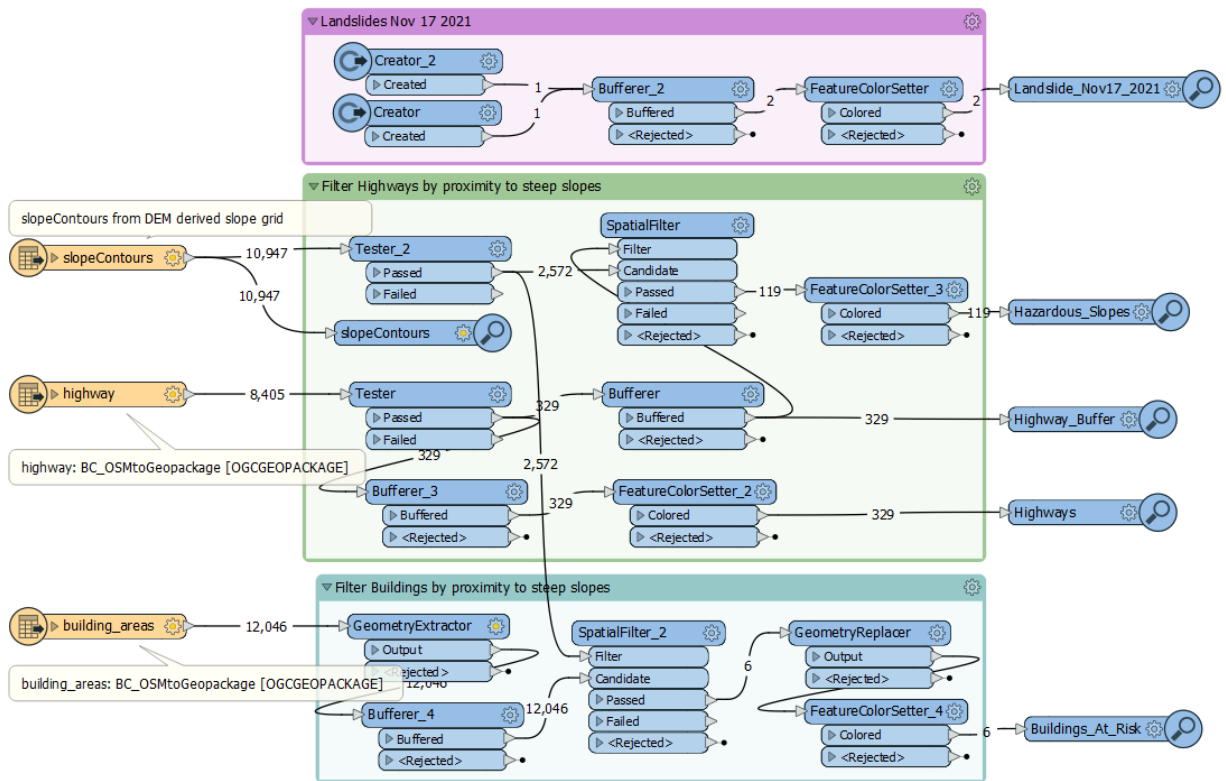 Landslides Nov 17 2021
Creator_2
Created
1
Creator
Created
1
Bufferer_2
Buffered
2
<Rejected>
FeatureColorSetter
Colored
2
<Rejected>
Landslide_Nov17_2021
Filter Highways by proximity to steep slopes
slopeContours from DEM derived slope grid
slopeContours
10,947
10,947
Tester_2
Passed
2,572
Failed
slopeContours
SpatialFilter
Filter
Candidate
Passed
119
Failed
<Rejected>
FeatureColorSetter_3
Colored
119
<Rejected>
Hazardous_Slopes
highway
8,405
Tester
Passed
329
Failed
329
Bufferer
Buffered
329
<Rejected>
Highway_Buffer
highway: BC_OSMtoGeopackage [OGCGEOPACKAGE]
2,572
Bufferer_3
Buffered
329
<Rejected>
FeatureColorSetter_2
Colored
329
<Rejected>
Highways
Filter Buildings by proximity to steep slopes
building_areas
12,046
GeometryExtractor
Output
<Rejected>
12,046
building_areas: BC_OSMtoGeopackage [OGCGEOPACKAGE]
Bufferer_4
Buffered
12,046
<Rejected>
SpatialFilter_2
Filter
Candidate
Passed
6
Failed
<Rejected>
GeometryReplacer
Output
<Rejected>
FeatureColorSetter_4
Colored
6
<Rejected>
Buildings_At_Risk